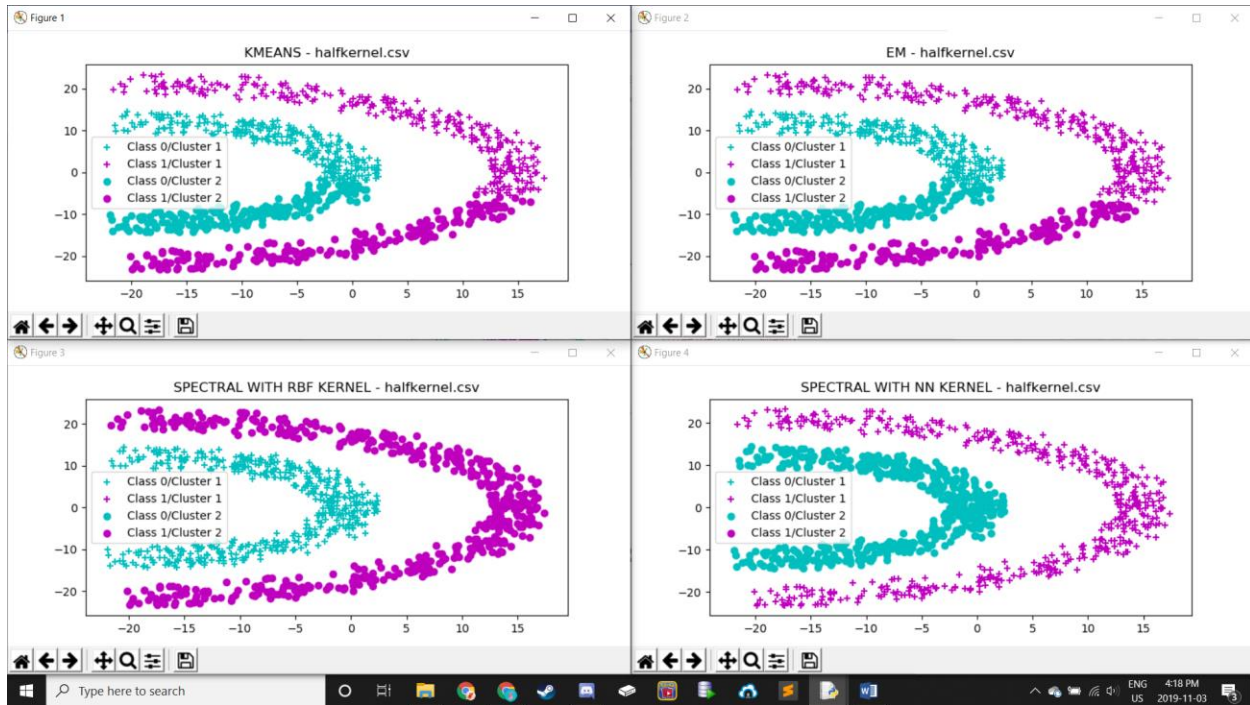 Figure 1
KMEANS - halfkernel.csv
20
10
0
−10
−20
Class 0/Cluster 1
Class 1/Cluster 1
Class 0/Cluster 2
Class 1/Cluster 2
−20 −15 −10 −5 0 5 10 15
Figure 2
EM - halfkernel.csv
20
10
0
−10
−20
Class 0/Cluster 1
Class 1/Cluster 1
Class 0/Cluster 2
Class 1/Cluster 2
−20 −15 −10 −5 0 5 10 15
Figure 3
SPECTRAL WITH RBF KERNEL - halfkernel.csv
20
10
0
−10
−20
Class 0/Cluster 1
Class 1/Cluster 1
Class 0/Cluster 2
Class 1/Cluster 2
−20 −15 −10 −5 0 5 10 15
Figure 4
SPECTRAL WITH NN KERNEL - halfkernel.csv
20
10
0
−10
−20
Class 0/Cluster 1
Class 1/Cluster 1
Class 0/Cluster 2
Class 1/Cluster 2
−20 −15 −10 −5 0 5 10 15
Type here to search
ENG
US
4:18 PM
2019-11-03
3